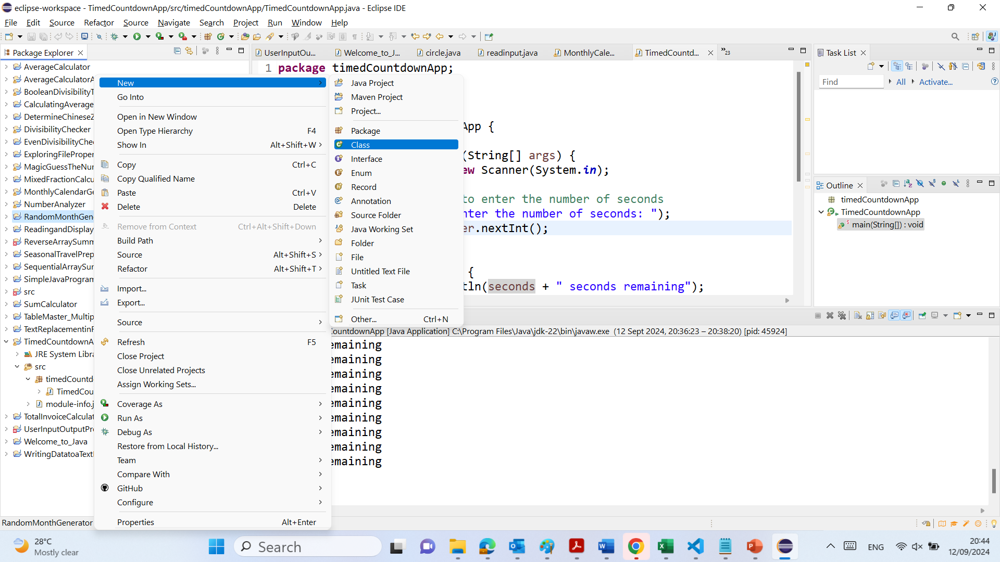 eclipse-workspace - TimedCountdownApp/src/timedCountdownApp/TimedCountdownApp.java - Eclipse IDE
File Edit Source Refactor Source Navigate Search Project Run Window Help
Package Explorer
UserInputOu... Welcome_to_J... circle.java readinput.java MonthlyCale... TimedCountd... »23
Task List
Find All Activate...
AverageCalculator
AverageCalculatorA
BooleanDivisibilityT
CalculatingAverage
DetermineChineseZ
DivisibilityChecker
EvenDivisibilityChe
ExploringFileProper
MagicGuessTheNu
MixedFractionCalcu
MonthlyCalendarGe
NumberAnalyzer
RandomMonthGen
ReadingandDisplay
ReverseArraySumm
SeasonalTravelPrep
SequentialArraySu
SimpleJavaProgram
src
SumCalculator
TableMaster_Multip
TextReplacementinF
TimedCountdownA
JRE System Libra
src
timedCountd
TimedCou
module-info.j
TotalInvoiceCalculat
UserInputOutputPr
Welcome_to_Java
WritingDatatoaText
New
Go Into
Open in New Window
Open Type Hierarchy F4
Show In Alt+Shift+W
Copy Ctrl+C
Copy Qualified Name
Paste Ctrl+V
Delete Delete
Remove from Context Ctrl+Alt+Shift+Down
Build Path
Source Alt+Shift+S
Refactor Alt+Shift+T
Import...
Export...
Source
Refresh F5
Close Project
Close Unrelated Projects
Assign Working Sets...
Coverage As
Run As
Debug As
Restore from Local History...
Team
Compare With
GitHub
Configure
Properties Alt+Enter
Java Project
Maven Project
Project...
Package
Class
Interface
Enum
Record
Annotation
Source Folder
Java Working Set
Folder
File
Untitled Text File
Task
JUnit Test Case
Other... Ctrl+N
1 package timedCountdownApp;
App {
(String[] args) {
ew Scanner(System.in);
to enter the number of seconds
nter the number of seconds: ");
er.nextInt();
{
tln(seconds + " seconds remaining");
Outline
timedCountdownApp
TimedCountdownApp
main(String[]) : void
CountdownApp [Java Application] C:\Program Files\Java\jdk-22\bin\javaw.exe (12 Sept 2024, 20:36:23 – 20:38:20) [pid: 45924]
emaining
emaining
emaining
emaining
emaining
emaining
emaining
emaining
emaining
RandomMonthGenerator
28°C
Mostly clear
Search
ENG
20:44
12/09/2024